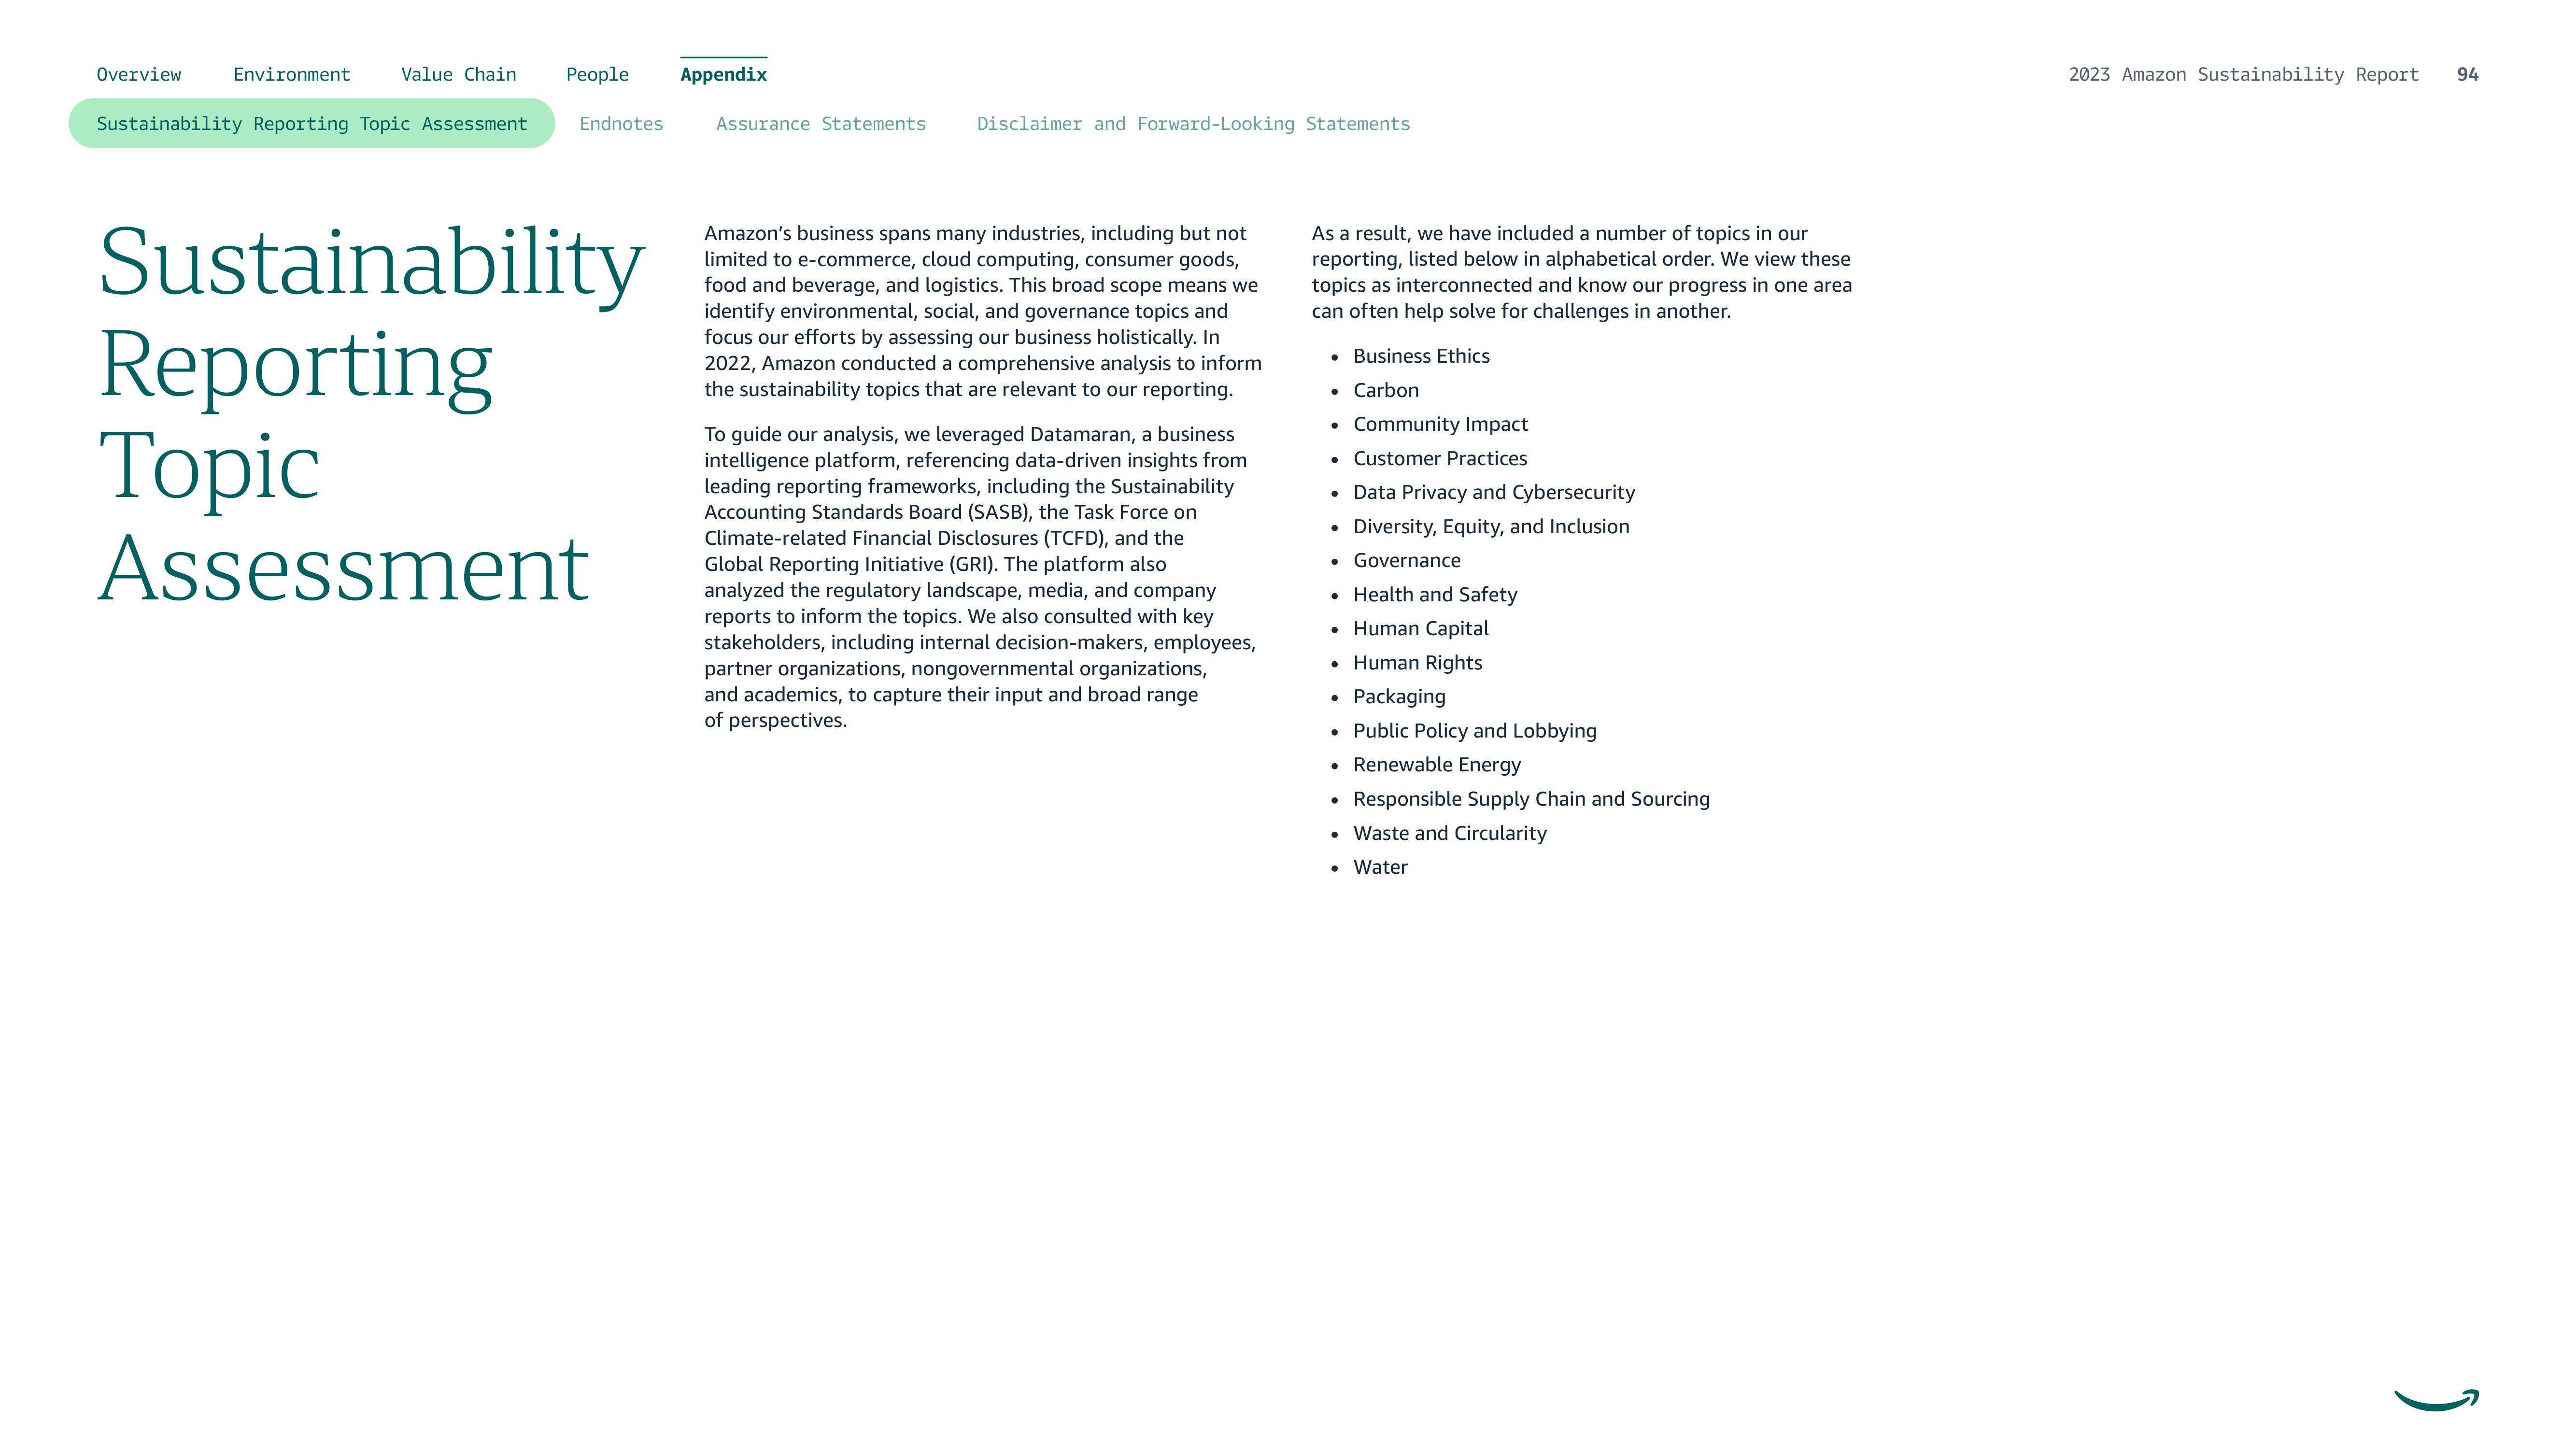 Overview Environment Value Chain People Appendix 2023 Amazon Sustainability Report 94
Sustainability Reporting Topic Assessment Endnotes Assurance Statements Disclaimer and Forward-Looking Statements
Sustainability
Reporting
Topic
Assessment
Amazon’s business spans many industries, including but not
limited to e-commerce, cloud computing, consumer goods,
food and beverage, and logistics. This broad scope means we
identify environmental, social, and governance topics and
focus our efforts by assessing our business holistically. In
2022, Amazon conducted a comprehensive analysis to inform
the sustainability topics that are relevant to our reporting.
To guide our analysis, we leveraged Datamaran, a business
intelligence platform, referencing data-driven insights from
leading reporting frameworks, including the Sustainability
Accounting Standards Board (SASB), the Task Force on
Climate-related Financial Disclosures (TCFD), and the
Global Reporting Initiative (GRI). The platform also
analyzed the regulatory landscape, media, and company
reports to inform the topics. We also consulted with key
stakeholders, including internal decision-makers, employees,
partner organizations, nongovernmental organizations,
and academics, to capture their input and broad range
of perspectives.
As a result, we have included a number of topics in our
reporting, listed below in alphabetical order. We view these
topics as interconnected and know our progress in one area
can often help solve for challenges in another.
• Business Ethics
• Carbon
• Community Impact
• Customer Practices
• Data Privacy and Cybersecurity
• Diversity, Equity, and Inclusion
• Governance
• Health and Safety
• Human Capital
• Human Rights
• Packaging
• Public Policy and Lobbying
• Renewable Energy
• Responsible Supply Chain and Sourcing
• Waste and Circularity
• Water